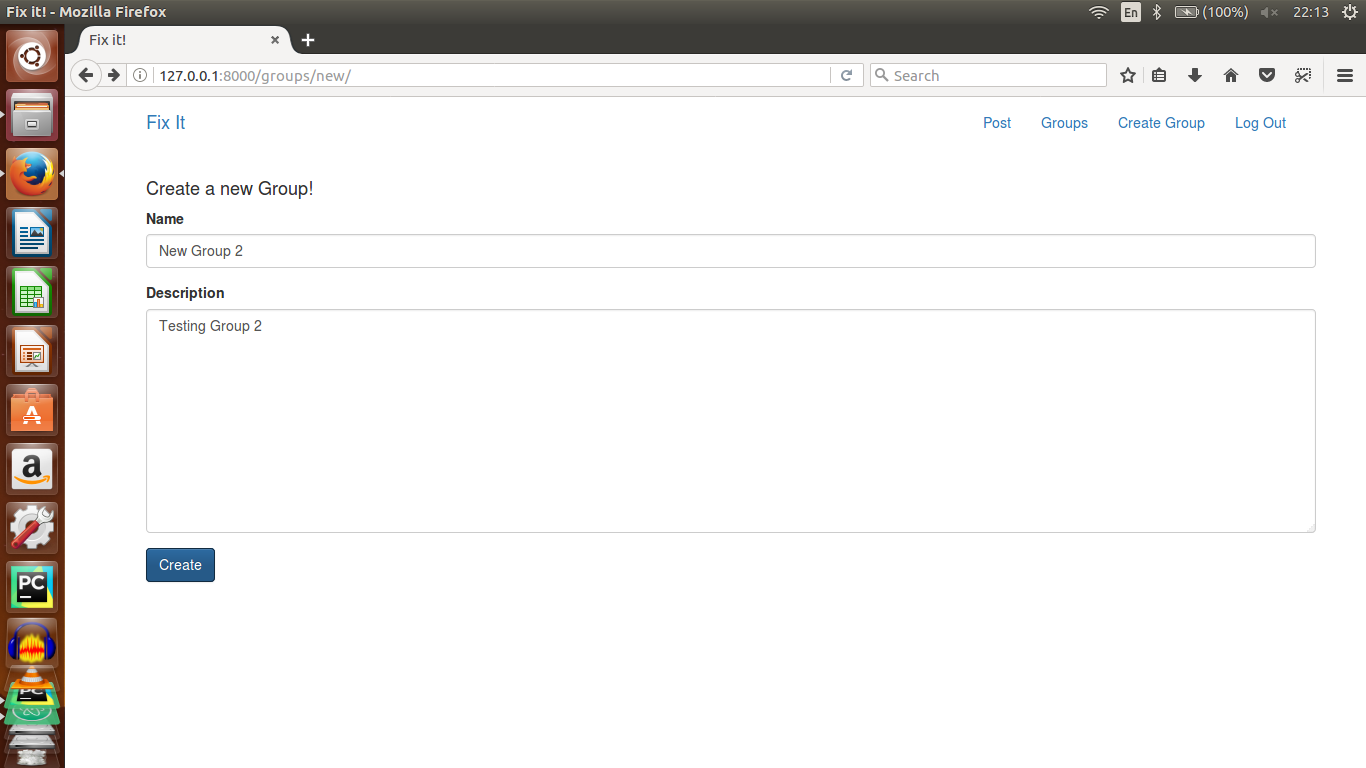 Fix it! - Mozilla Firefox
En
(100%)
22:13
Fix it!
127.0.0.1:8000/groups/new/
Search
Fix It
Post
Groups
Create Group
Log Out
Create a new Group!
Name
New Group 2
Description
Testing Group 2
Create
A
a
PC
PC